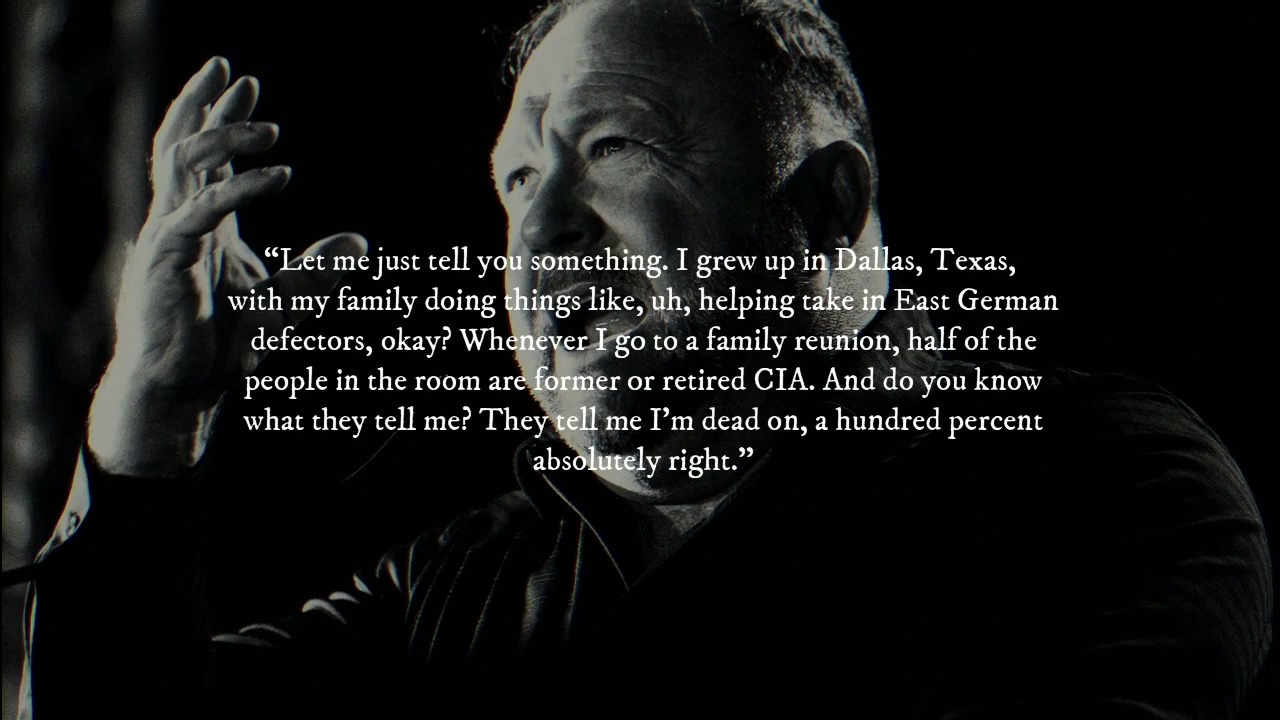 “Let me just tell you something. I grew up in Dallas, Texas,
with my family doing things like, uh, helping take in East German
defectors, okay? Whenever I go to a family reunion, half of the
people in the room are former or retired CIA. And do you know
what they tell me? They tell me I’m dead on, a hundred percent
absolutely right.”